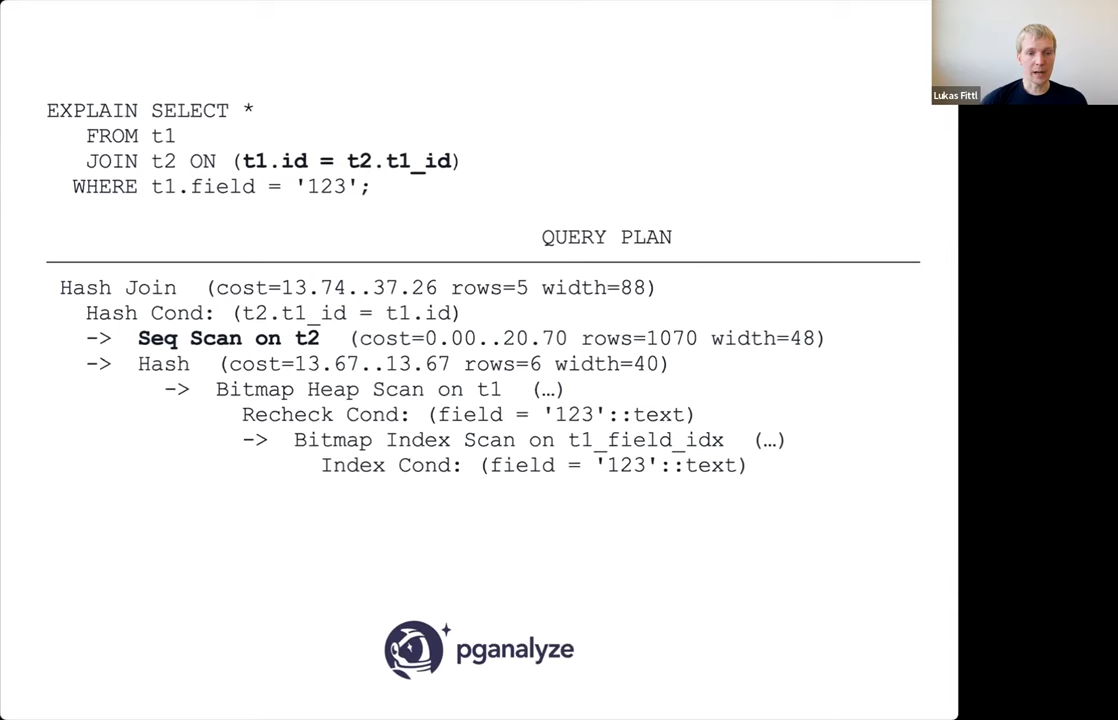 EXPLAIN SELECT *
FROM t1
JOIN t2 ON (t1.id = t2.t1_id)
WHERE t1.field = '123';
QUERY PLAN
Hash Join (cost=13.74..37.26 rows=5 width=88)
Hash Cond: (t2.t1_id = t1.id)
-> Seq Scan on t2 (cost=0.00..20.70 rows=1070 width=48)
-> Hash (cost=13.67..13.67 rows=6 width=40)
-> Bitmap Heap Scan on t1 (…)
Recheck Cond: (field = '123'::text)
-> Bitmap Index Scan on t1_field_idx (…)
Index Cond: (field = '123'::text)
pganalyze
Lukas Fittl